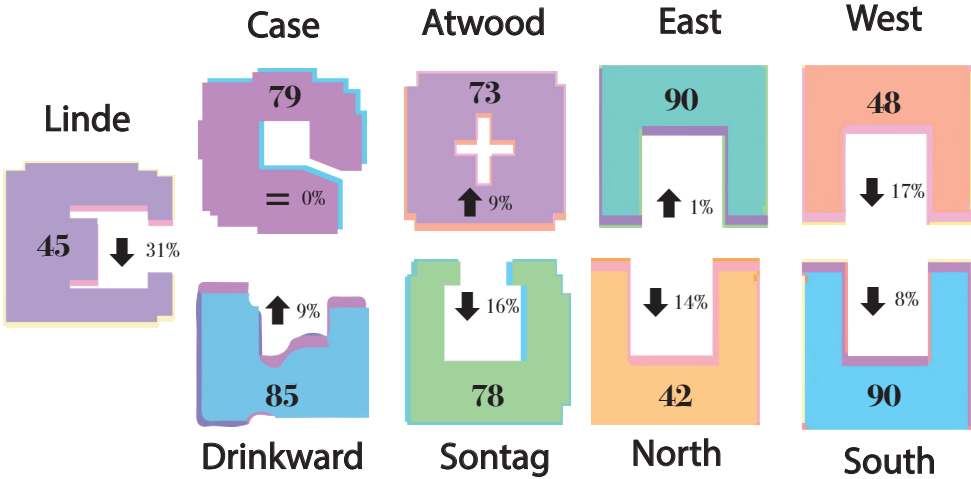 Case
Atwood
East
West
Linde
79
73
90
48
= 0%
9%
1%
17%
45
31%
9%
16%
14%
8%
85
78
42
90
Drinkward
Sontag
North
South